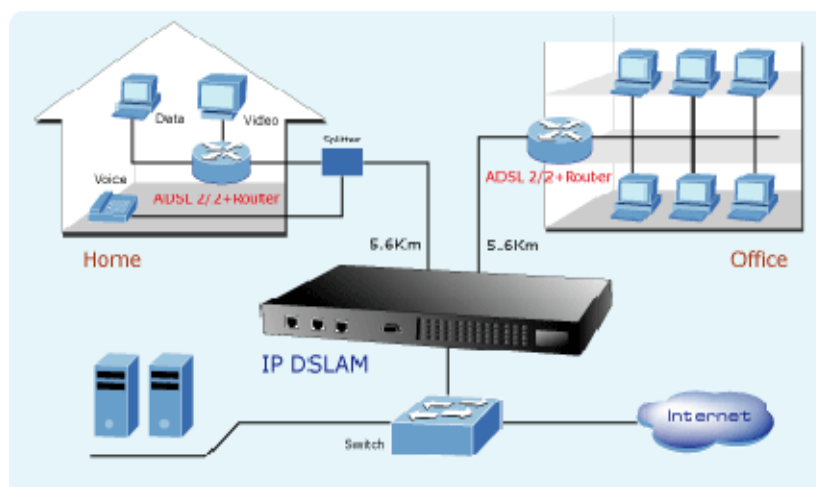 Data
Video
Splitter
Voice
ADSL 2/2+Router
Home
5.6Km
ADSL 2/2+Router
5.6Km
Office
IP DSLAM
Switch
Internet